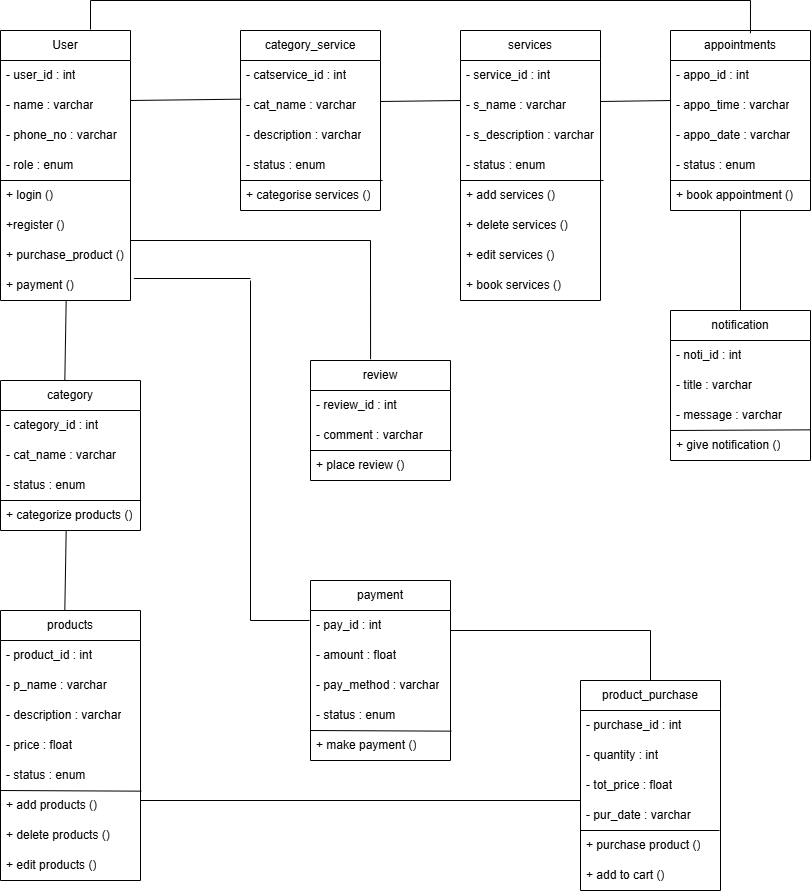 User
- user_id : int
- name : varchar
- phone_no : varchar
- role : enum
+ login ()
+register ()
+ purchase_product ()
+ payment ()
category_service
- catservice_id : int
- cat_name : varchar
- description : varchar
- status : enum
+ categorise services ()
services
- service_id : int
- s_name : varchar
- s_description : varchar
- status : enum
+ add services ()
+ delete services ()
+ edit services ()
+ book services ()
appointments
- appo_id : int
- appo_time : varchar
- appo_date : varchar
- status : enum
+ book appointment ()
notification
- noti_id : int
- title : varchar
- message : varchar
+ give notification ()
review
- review_id : int
- comment : varchar
+ place review ()
category
- category_id : int
- cat_name : varchar
- status : enum
+ categorize products ()
payment
- pay_id : int
- amount : float
- pay_method : varchar
- status : enum
+ make payment ()
products
- product_id : int
- p_name : varchar
- description : varchar
- price : float
- status : enum
+ add products ()
+ delete products ()
+ edit products ()
product_purchase
- purchase_id : int
- quantity : int
- tot_price : float
- pur_date : varchar
+ purchase product ()
+ add to cart ()